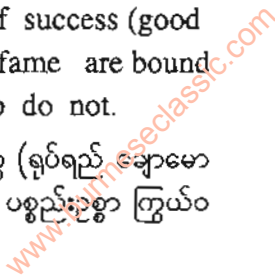 f success (good
fame are bound
do not.
(ရုပ်ရည် ချောမော
ပစ္စည်းဥစ္စာ ကြွယ်ဝ
www.burmeseclassic.com